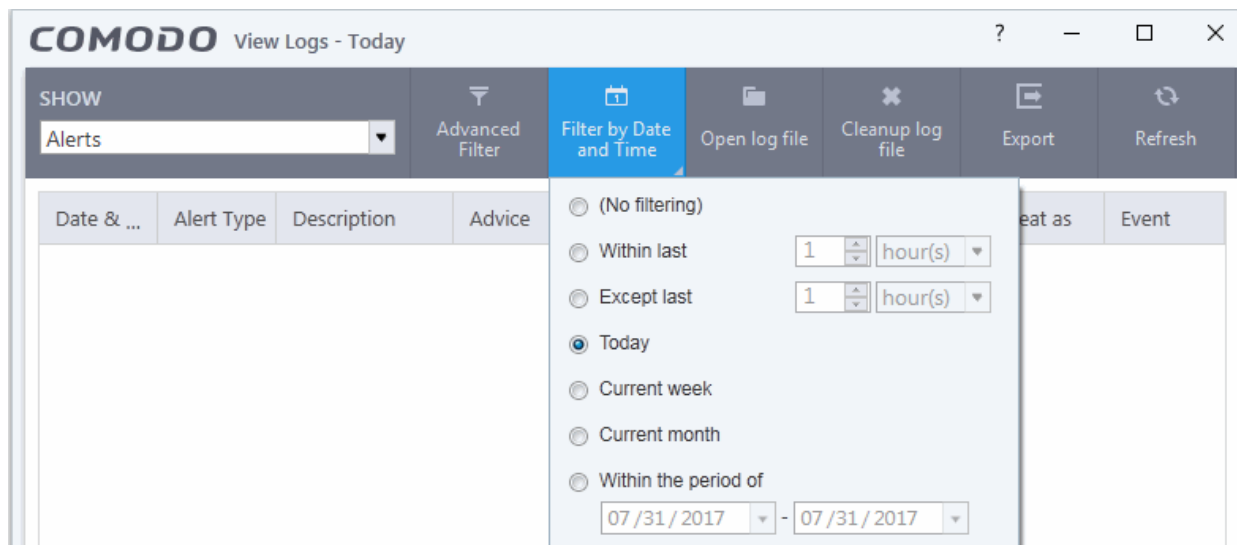 COMODO View Logs - Today ?
SHOW
Alerts
Advanced
Filter
Filter by Date
and Time
Open log file
Cleanup log
file
Export
Refresh
Date & ...
Alert Type
Description
Advice
eat as
Event
(No filtering)
Within last 1 hour(s)
Except last 1 hour(s)
Today
Current week
Current month
Within the period of
07/31/2017 - 07/31/2017